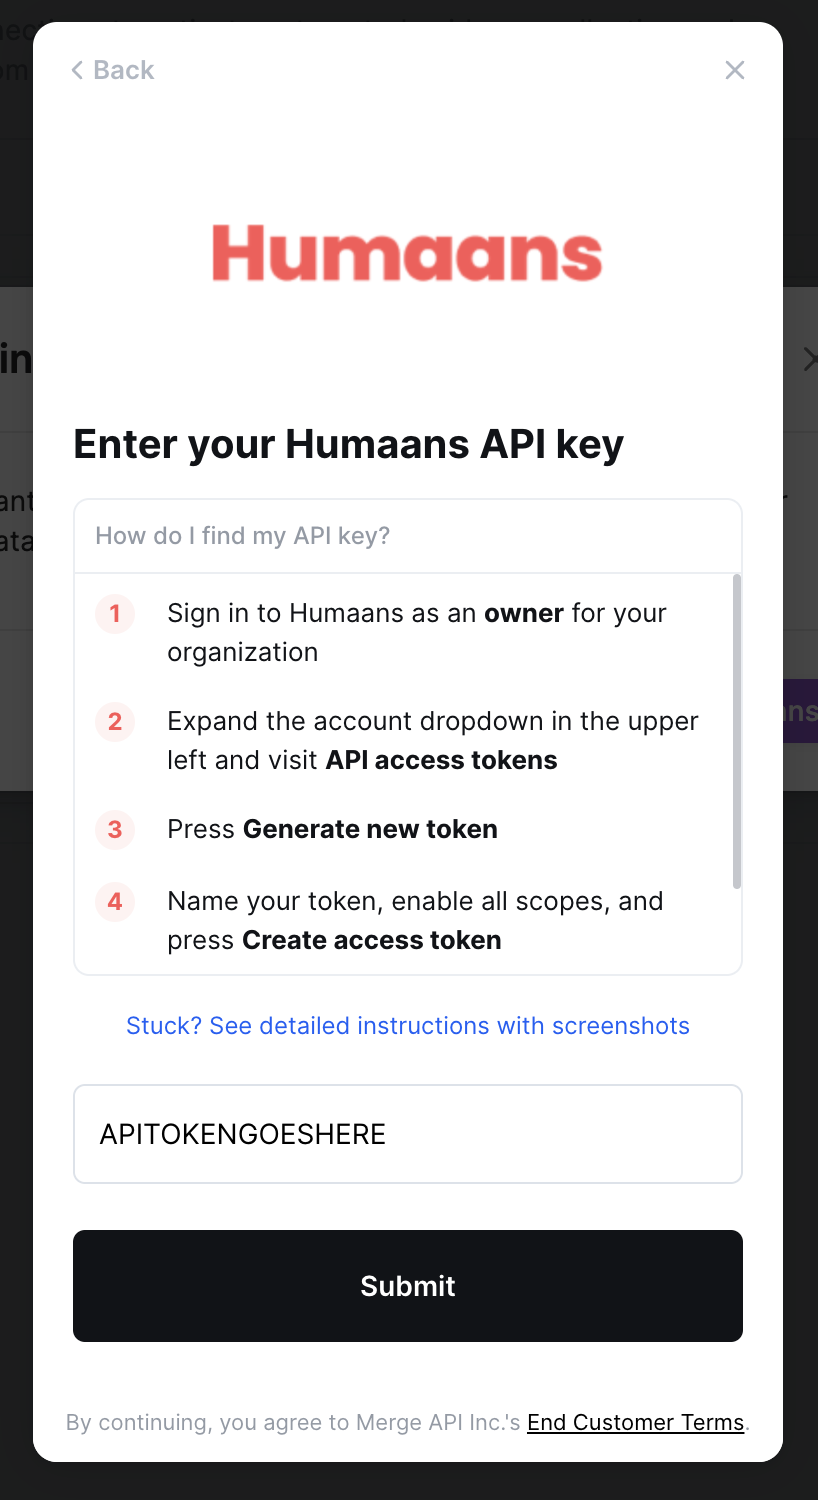 Back
Humaans
Enter your Humaans API key
How do I find my API key?
1 Sign in to Humaans as an owner for your
organization
2 Expand the account dropdown in the upper
left and visit API access tokens
3 Press Generate new token
4 Name your token, enable all scopes, and
press Create access token
Stuck? See detailed instructions with screenshots
APITOKENGOESHERE
Submit
By continuing, you agree to Merge API Inc.'s End Customer Terms.